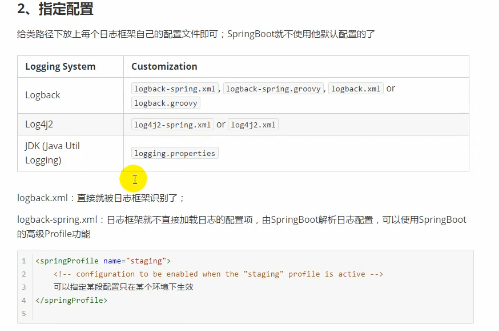 2、指定配置
给类路径下放上每个日志框架自己的配置文件即可；SpringBoot就不使用他默认配置的了
Logging System Customization
Logback logback-spring.xml, logback-spring.groovy, logback.xml or
logback.groovy
Log4j2 log4j2-spring.xml or log4j2.xml
JDK (Java Util
Logging) logging.properties
logback.xml：直接就被日志框架识别了；
logback-spring.xml：日志框架就不直接加载日志的配置项，由SpringBoot解析日志配置，可以使用SpringBoot
的高级Profile功能
1 <springProfile name="staging">
2 <!-- configuration to be enabled when the "staging" profile is active -->
3 可以指定某段配置只在某个环境下生效
4 </springProfile>
5